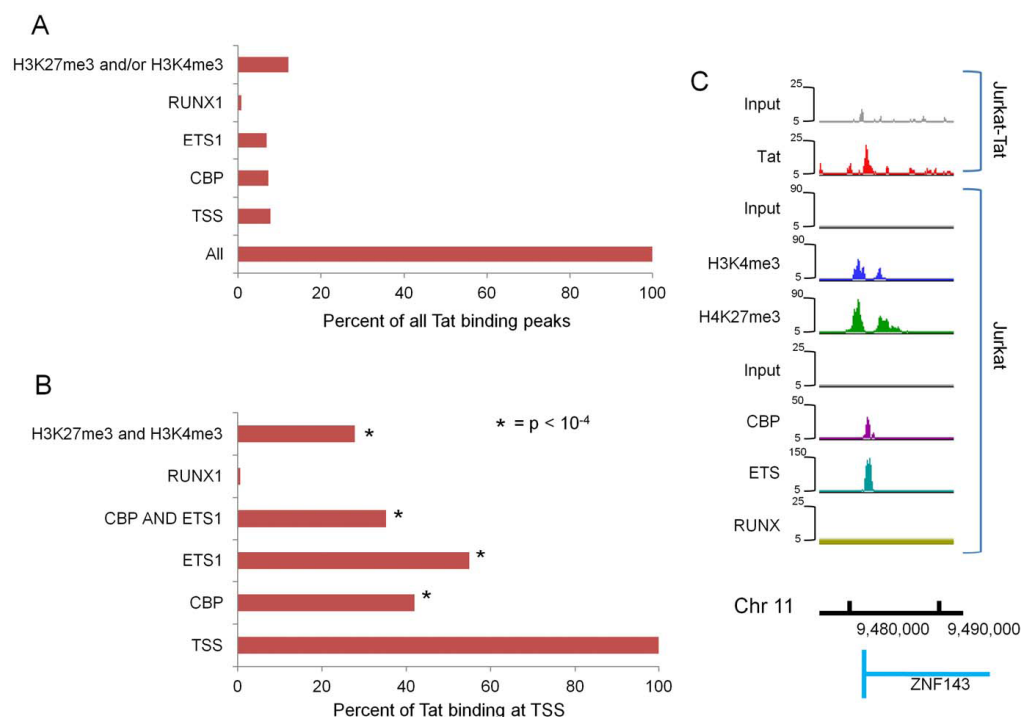 A
H3K27me3 and/or H3K4me3
RUNX1
ETS1
CBP
TSS
All
0 20 40 60 80 100
Percent of all Tat binding peaks
B
* = p < 10-4
H3K27me3 and H3K4me3 *
RUNX1
CBP AND ETS1 *
ETS1 *
CBP *
TSS
0 20 40 60 80 100
Percent of Tat binding at TSS
C
Input 25 5
Tat 25 5
Jurkat-Tat
Input 90 5
H3K4me3 90 5
H4K27me3 90 5
Input 25 5
CBP 50 5
ETS 150 5
RUNX 25 5
Jurkat
Chr 11
9,480,000 9,490,000
ZNF143